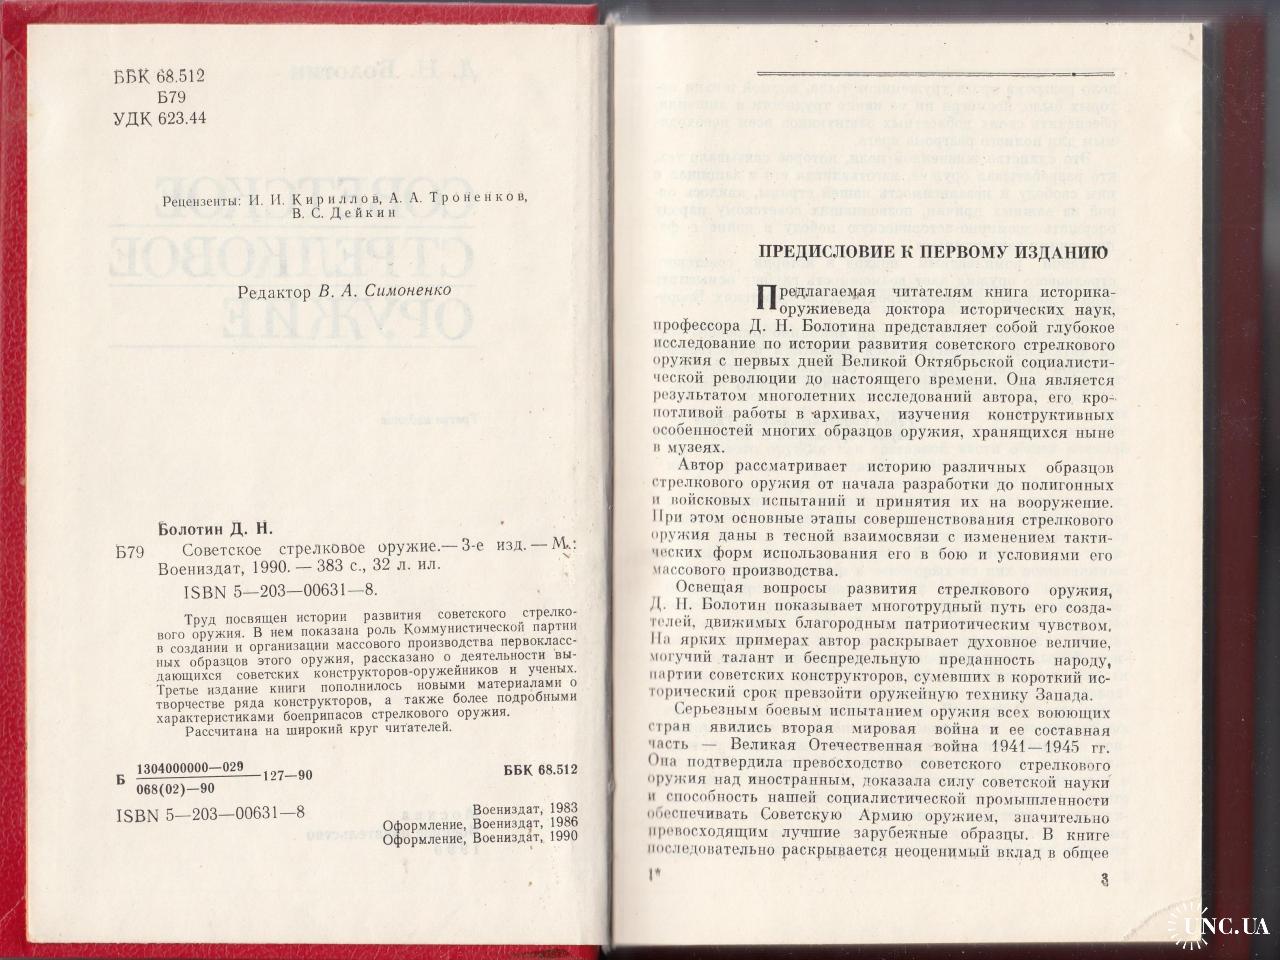 ББК 68.512
Б79
УДК 623.44
Рецензенты: И. И. Кириллов, А. А. Троненков,
В. С. Дейкин
Редактор В. А. Симоненко
Болотин Д. Н.
Б79 Советское стрелковое оружие.— 3-е изд. — М.:
Воениздат, 1990. — 383 с., 32 л. ил.
ISBN 5—203—00631—8.
Труд посвящен истории развития советского стрелко-
вого оружия. В нем показана роль Коммунистической партии
в создании и организации массового производства первокласс-
ных образцов этого оружия, рассказано о деятельности вы-
дающихся советских конструкторов-оружейников и ученых.
Третье издание книги пополнилось новыми материалами о
творчестве ряда конструкторов, а также более подробными
характеристиками боеприпасов стрелкового оружия.
Рассчитана на широкий круг читателей.
Б 1304000000—029
068(02)—90
127—90
ББК 68.512
ISBN 5—203—00631—8
Воениздат, 1983
Оформление, Воениздат, 1986
Оформление, Воениздат, 1990
ПРЕДИСЛОВИЕ К ПЕРВОМУ ИЗДАНИЮ
Предлагаемая читателям книга историка-
оружиеведа доктора исторических наук,
профессора Д. Н. Болотина представляет собой глубокое
исследование по истории развития советского стрелкового
оружия с первых дней Великой Октябрьской социалисти-
ческой революции до настоящего времени. Она является
результатом многолетних исследований автора, его кро-
потливой работы в архивах, изучения конструктивных
особенностей многих образцов оружия, хранящихся ныне
в музеях.
Автор рассматривает историю различных образцов
стрелкового оружия от начала разработки до полигонных
и войсковых испытаний и принятия их на вооружение.
При этом основные этапы совершенствования стрелкового
оружия даны в тесной взаимосвязи с изменением такти-
ческих форм использования его в бою и условиями его
массового производства.
Освещая вопросы развития стрелкового оружия,
Д. Н. Болотин показывает многотрудный путь его созда-
телей, движимых благородным патриотическим чувством.
На ярких примерах автор раскрывает духовное величие,
могучий талант и беспредельную преданность народу,
партии советских конструкторов, сумевших в короткий ис-
торический срок превзойти оружейную технику Запада.
Серьезным боевым испытанием оружия всех воюющих
стран явились вторая мировая война и ее составная
часть — Великая Отечественная война 1941—1945 гг.
Она подтвердила превосходство советского стрелкового
оружия над иностранным, доказала силу советской науки
и способность нашей социалистической промышленности
обеспечивать Советскую Армию оружием, значительно
превосходящим лучшие зарубежные образцы. В книге
последовательно раскрывается неоценимый вклад в общее
1*
3
UNC.UA